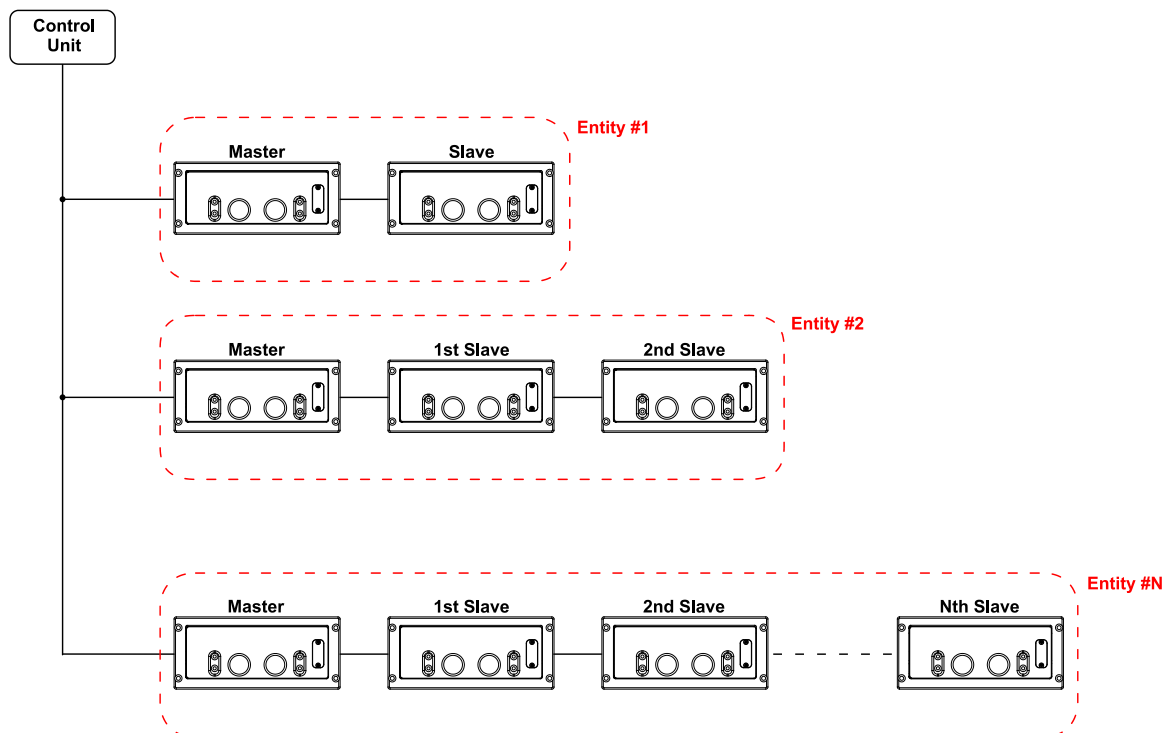 Control
Unit
Entity #1
Master
Slave
Entity #2
Master
1st Slave
2nd Slave
Entity #N
Master
1st Slave
2nd Slave
Nth Slave